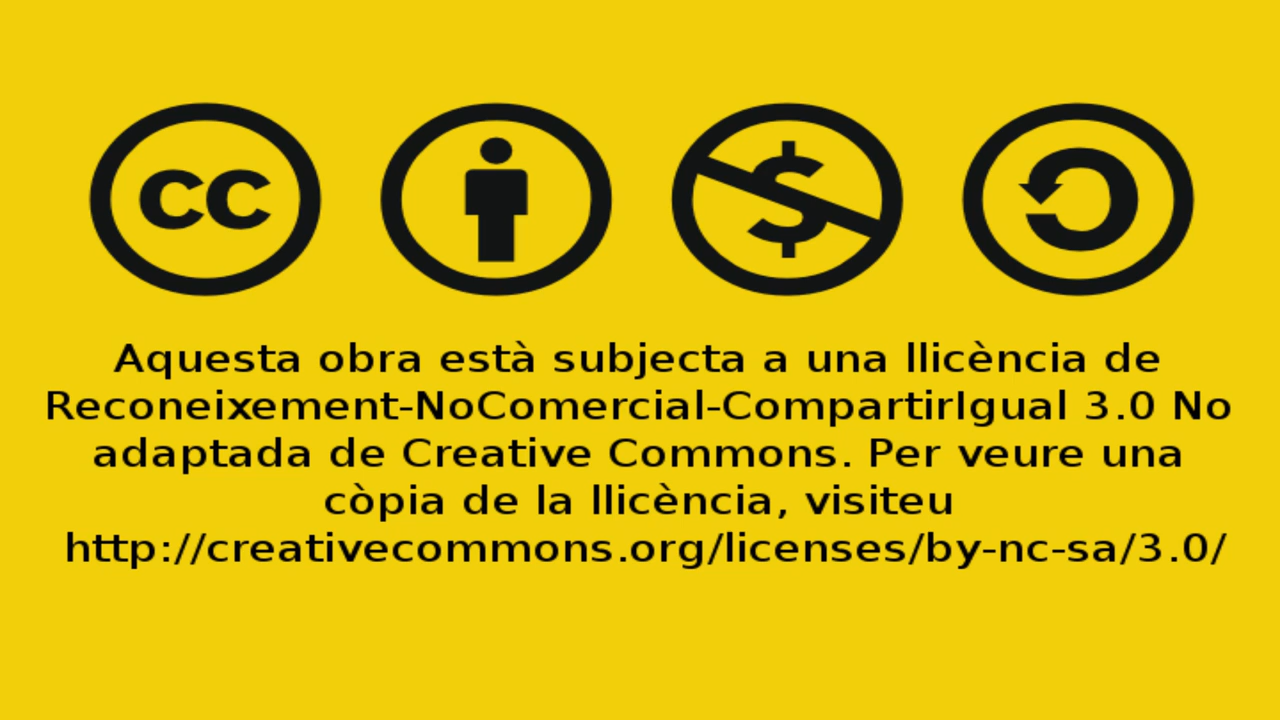 cc
$
Aquesta obra està subjecta a una llicència de
Reconeixement-NoComercial-CompartirIgual 3.0 No
adaptada de Creative Commons. Per veure una
còpia de la llicència, visiteu
http://creativecommons.org/licenses/by-nc-sa/3.0/